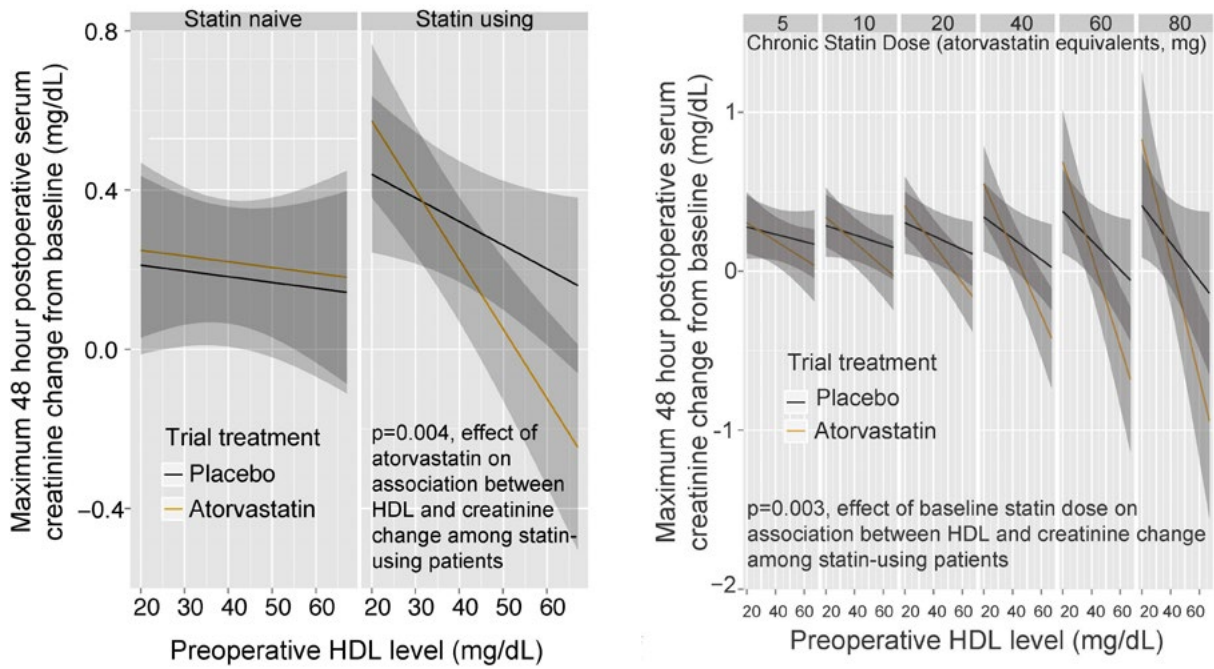 Statin naive
Statin using
Maximum 48 hour postoperative serum
creatinine change from baseline (mg/dL)
0.8
0.4
0.0
−0.4
Trial treatment
Placebo
Atorvastatin
p=0.004, effect of
atorvastatin on
association between
HDL and creatinine
change among statin-
using patients
20 30 40 50 60
20 30 40 50 60
Preoperative HDL level (mg/dL)
5 10 20 40 60 80
Chronic Statin Dose (atorvastatin equivalents, mg)
Maximum 48 hour postoperative serum
creatinine change from baseline (mg/dL)
1
0
-1
−2
Trial treatment
Placebo
Atorvastatin
p=0.003, effect of baseline statin dose on
association between HDL and creatinine change
among statin-using patients
20 40 60 20 40 60 20 40 60 20 40 60 20 40 60 20 40 60
Preoperative HDL level (mg/dL)